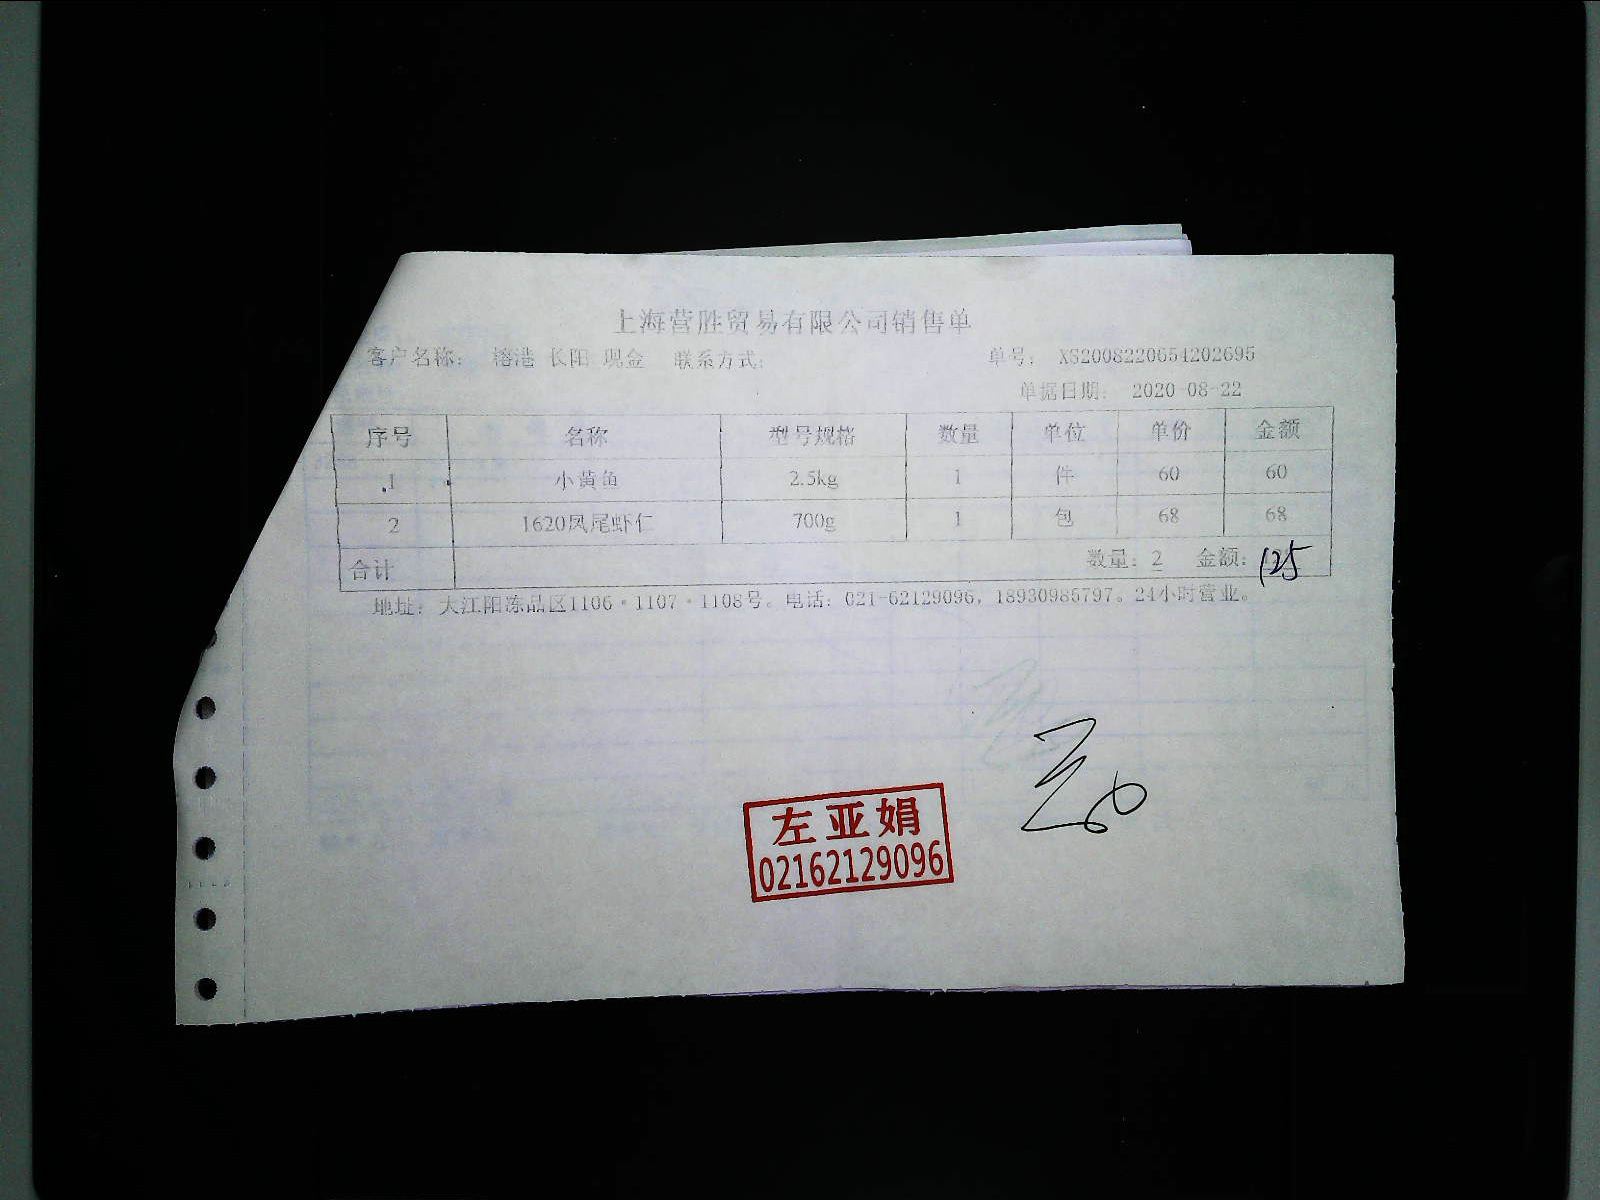 上海营胜贸易有限公司销售单
客户名称： 榕港 长阳 现金 联系方式: 单号： XS2008220654202695
单据日期： 2020-08-22
序号 名称 型号规格 数量 单位 单价 金额
1 小黄鱼 2.5kg 1 件 60 60
2 1620凤尾虾仁 700g 1 包 68 68
合计 数量：2 金额：125
地址：大江阳冻品区1106·1107·1108号。电话：021-62129096，18930985797。24小时营业。
左亚娟
02162129096